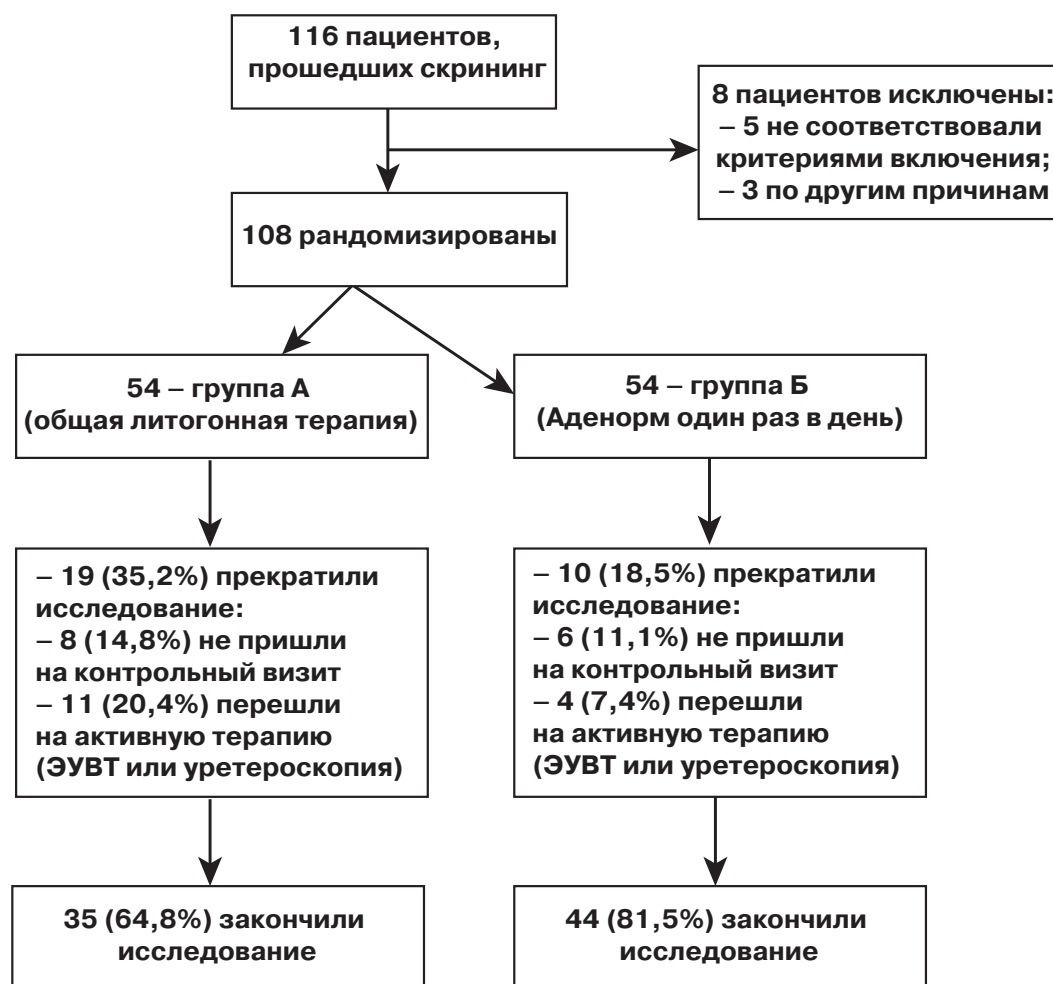 116 пациентов,
прошедших скрининг
8 пациентов исключены:
– 5 не соответствовали
критериями включения;
– 3 по другим причинам
108 рандомизированы
54 – группа А
(общая литогонная терапия)
54 – группа Б
(Аденорм один раз в день)
– 19 (35,2%) прекратили
исследование:
– 8 (14,8%) не пришли
на контрольный визит
– 11 (20,4%) перешли
на активную терапию
(ЭУВТ или уретероскопия)
– 10 (18,5%) прекратили
исследование:
– 6 (11,1%) не пришли
на контрольный визит
– 4 (7,4%) перешли
на активную терапию
(ЭУВТ или уретероскопия)
35 (64,8%) закончили
исследование
44 (81,5%) закончили
исследование